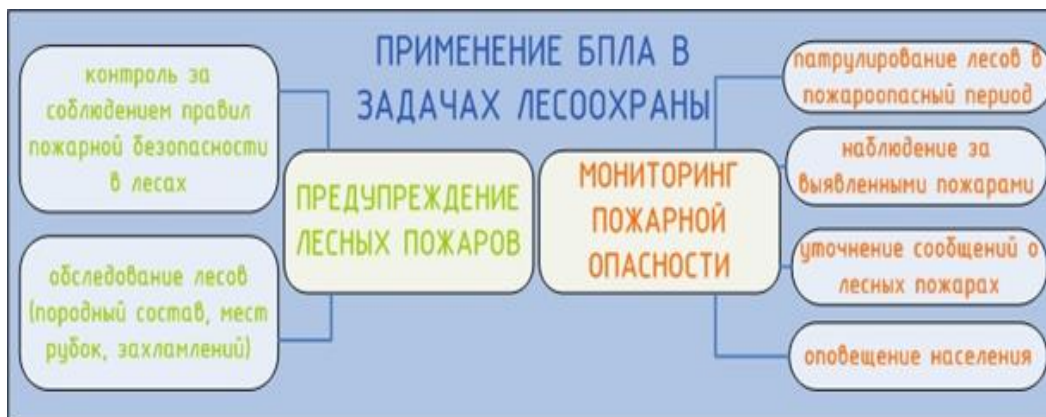 ПРИМЕНЕНИЕ БПЛА В
ЗАДАЧАХ ЛЕСООХРАНЫ
контроль за
соблюдением правил
пожарной безопасности
в лесах
обследование лесов
(породный состав, мест
рубок, захламлений)
ПРЕДУПРЕЖДЕНИЕ
ЛЕСНЫХ ПОЖАРОВ
МОНИТОРИНГ
ПОЖАРНОЙ
ОПАСНОСТИ
патрулирование лесов в
пожароопасный период
наблюдение за
выявленными пожарами
уточнение сообщений о
лесных пожарах
оповещение населения